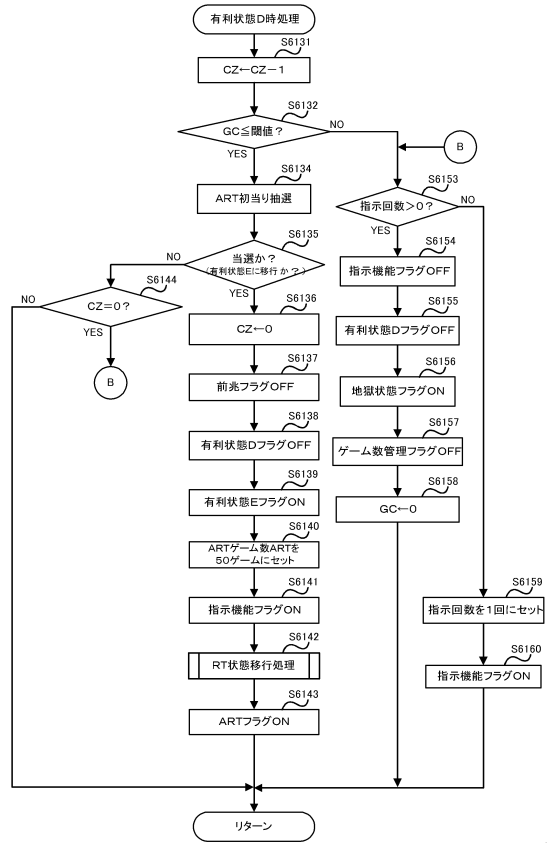 有利状態D時処理
S6131
CZ←CZ－1
S6132
GC≦閾値？
NO
YES
B
S6134
ART初当り抽選
S6153
指示回数＞0？
NO
YES
S6135
当選か？
（有利状態Eに移行か？）
NO
YES
S6144
CZ＝0？
NO
YES
B
S6154
指示機能フラグOFF
S6136
CZ←0
S6155
有利状態DフラグOFF
S6137
前兆フラグOFF
S6156
地獄状態フラグON
S6138
有利状態DフラグOFF
S6157
ゲーム数管理フラグOFF
S6139
有利状態EフラグON
S6158
GC←0
S6140
ARTゲーム数ARTを
50ゲームにセット
S6141
指示機能フラグON
S6159
指示回数を1回にセット
S6142
RT状態移行処理
S6160
指示機能フラグON
S6143
ARTフラグON
リターン